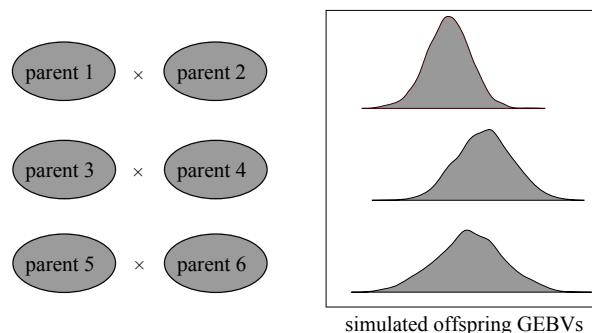 parent 1 × parent 2
parent 3 × parent 4
parent 5 × parent 6
simulated offspring GEBVs